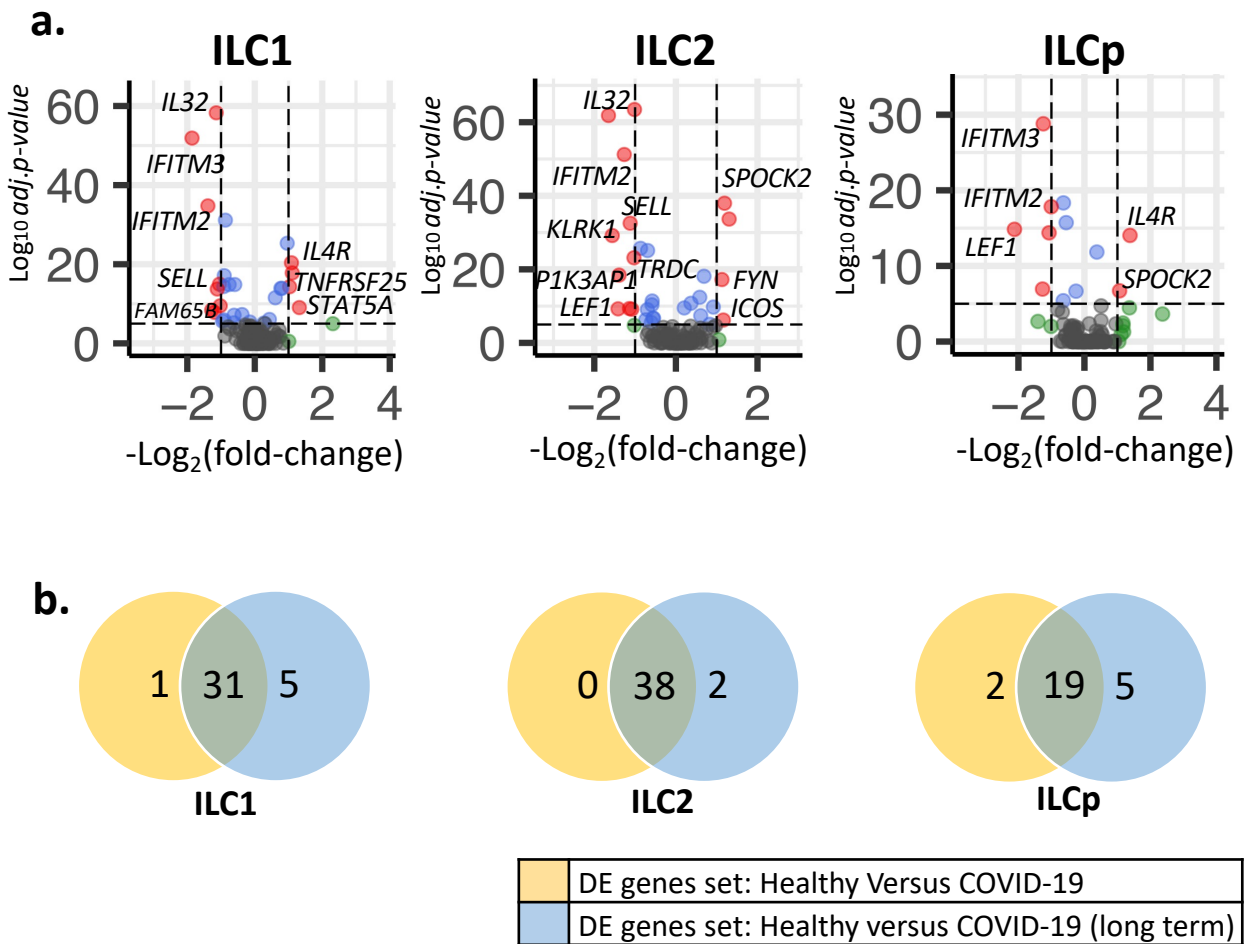 a.
ILC1
ILC2
ILCp
Log10 adj.p-value
60
40
20
0
IL32
IFITM3
IFITM2
SELL
FAM65B
IL4R
TNFRSF25
STAT5A
−2 0 2 4
-Log2(fold-change)
Log10 adj.p-value
60
40
20
0
IL32
IFITM2
SELL
KLRK1
P1K3AP1
TRDC
LEF1
SPOCK2
FYN
ICOS
−2 0 2
-Log2(fold-change)
Log10 adj.p-value
30
20
10
0
IFITM3
IFITM2
LEF1
IL4R
SPOCK2
−2 0 2 4
-Log2(fold-change)
b.
1 31 5
ILC1
0 38 2
ILC2
2 19 5
ILCp
DE genes set: Healthy Versus COVID-19
DE genes set: Healthy versus COVID-19 (long term)